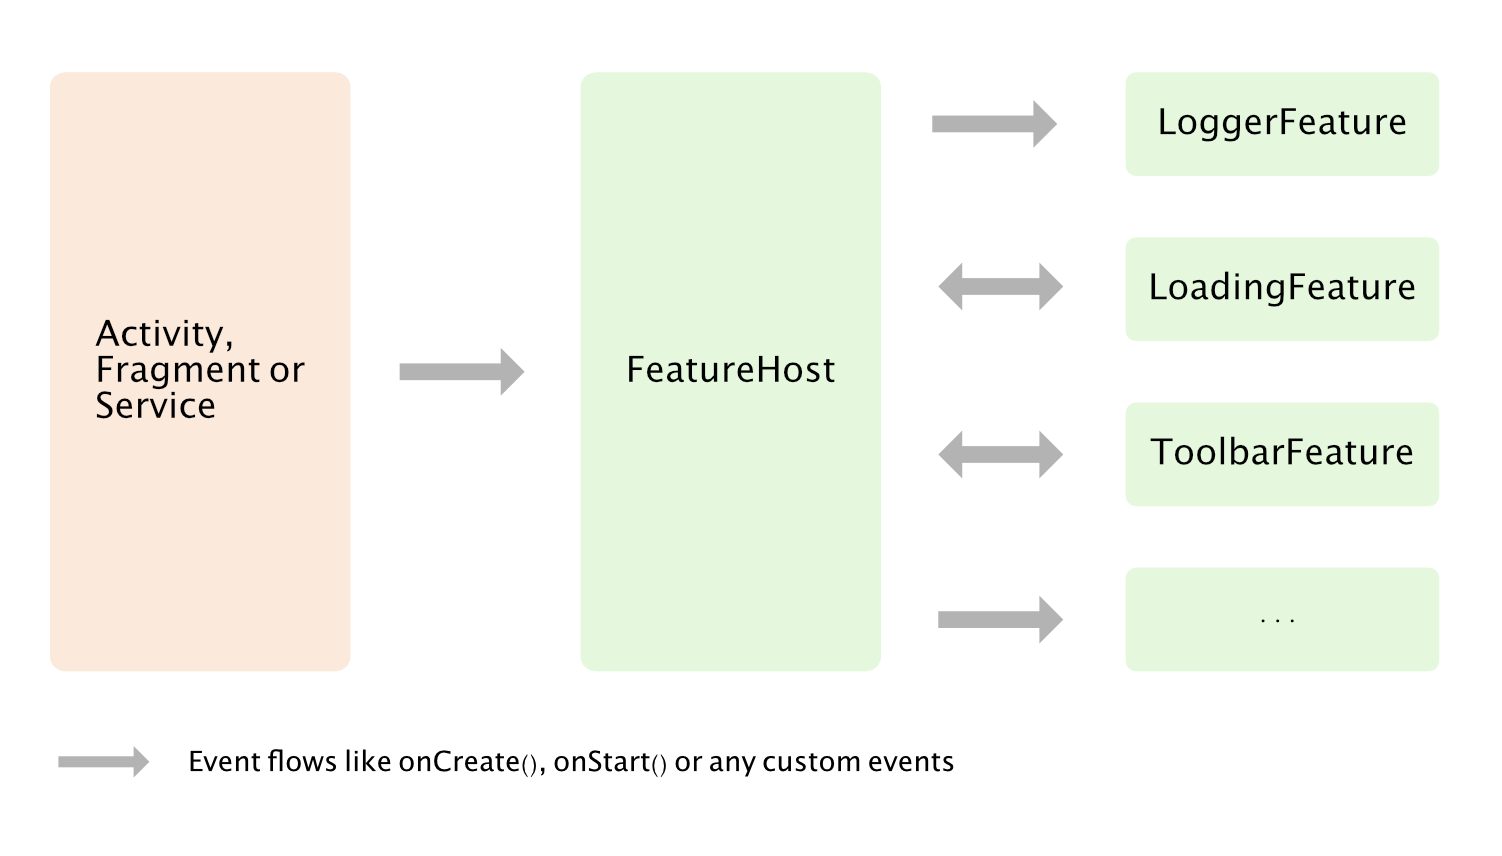 Activity,
Fragment or
Service
FeatureHost
LoggerFeature
LoadingFeature
ToolbarFeature
. . .
Event flows like onCreate(), onStart() or any custom events